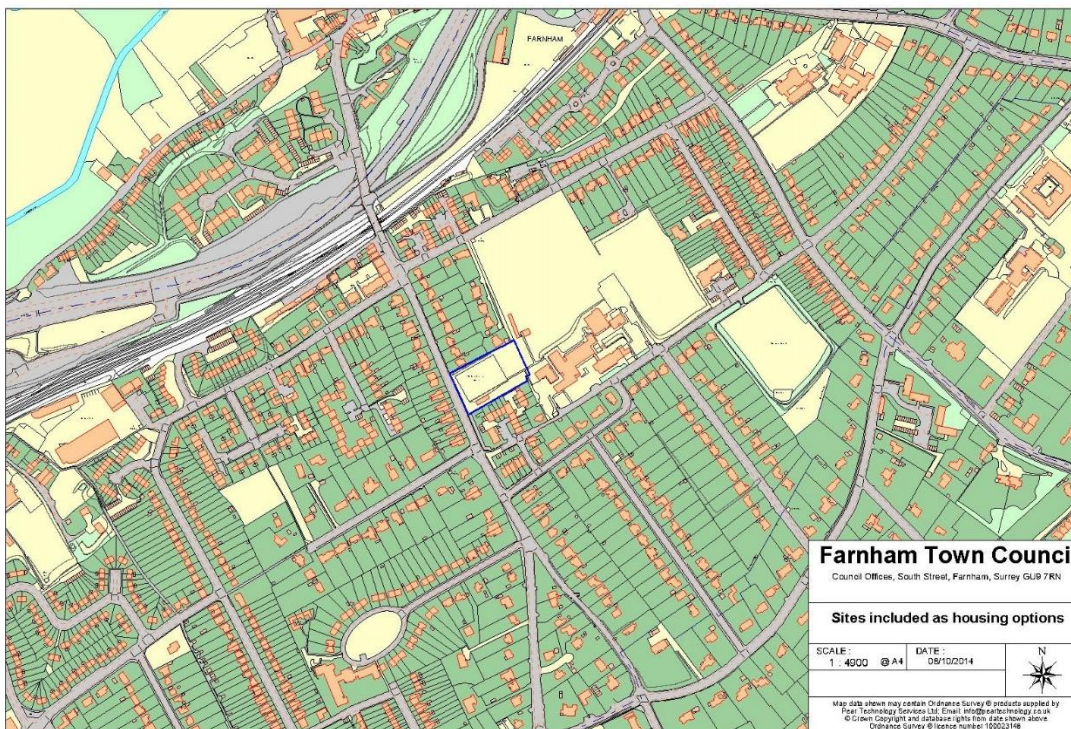 FARNHAM
Farnham Town Counci
Council Offices, South Street, Farnham, Surrey GU9 7RN
Sites included as housing options
SCALE :
1 : 4900 @ A4
DATE :
08/10/2014
N
Map data shown may contain Ordnance Survey ® products supplied by
Pear Technology Services Ltd; Email: info@peartechnology.co.uk
© Crown Copyright and database rights from date shown above
Ordnance Survey ® licence number 100023148